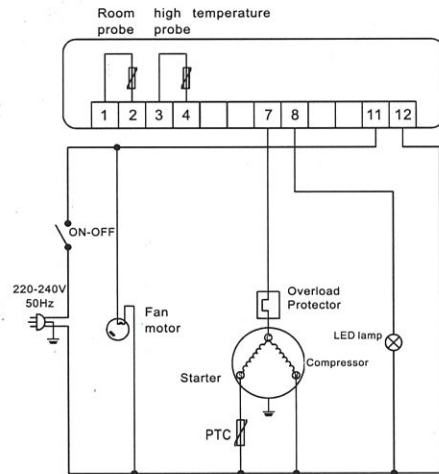 Room high temperature
probe probe
1 2 3 4 7 8 11 12
ON-OFF
220-240V
50Hz
Fan
motor
Overload
Protector
LED lamp
Compressor
Starter
PTC